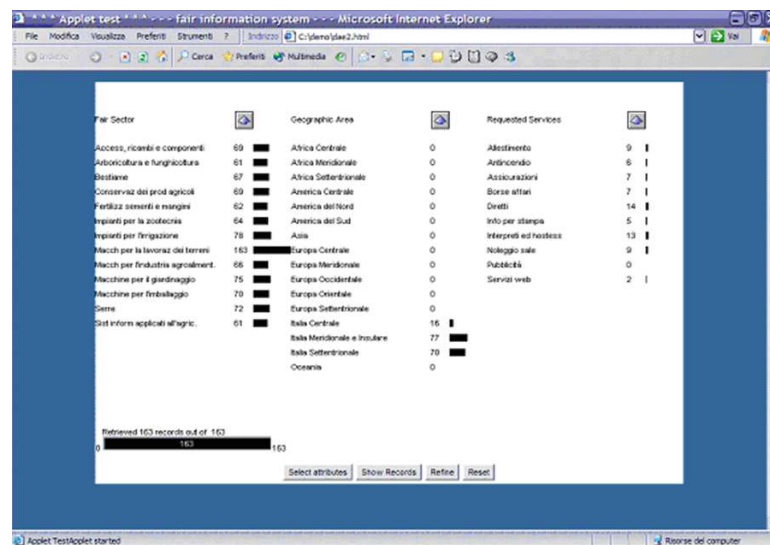 * * * Applet test * * * - - - fair information system - - - Microsoft Internet Explorer
File Modifica Visualizza Preferiti Strumenti ? Indirizzo C:\demo\dae2.html Vai
Indietro Cerca Preferiti Multimedia
Fair Sector Geographic Area Requested Services
Access, ricambi e componenti 69 Africa Centrale 0 Allestimento 9
Arboricoltura e funghicoltura 61 Africa Meridionale 0 Antincendio 6
Bestiame 67 Africa Settentrionale 0 Assicurazioni 7
Conservaz dei prod agricoli 69 America Centrale 0 Borse affari 7
Fertilizz sementi e mangimi 62 America del Nord 0 Diretti 14
Impianti per la zootecnia 64 America del Sud 0 Info per stampa 5
Impianti per l'irrigazione 78 Asia 0 Interpreti ed hostess 13
Macch per la lavoraz dei terreni 163 Europa Centrale 0 Noleggio sale 9
Macch per l'industria agroaliment. 66 Europa Meridionale 0 Pubblicità 0
Macchine per il giardinaggio 75 Europa Occidentale 0 Servizi web 2
Macchine per l'imballaggio 70 Europa Orientale 0
Serre 72 Europa Settentrionale 0
Sist inform applicati all'agric. 61 Italia Centrale 16
Italia Meridionale e Insulare 77
Italia Settentrionale 70
Oceania 0
Retrieved 163 records out of 163
0 163 163
Select attributes Show Records Refine Reset
Applet TestApplet started Risorse del computer